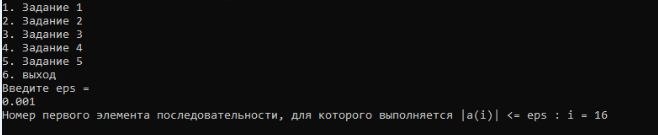 1. Задание 1
2. Задание 2
3. Задание 3
4. Задание 4
5. Задание 5
6. выход
Введите eps =
0.001
Номер первого элемента последовательности, для которого выполняется |a(i)| <= eps : i = 16